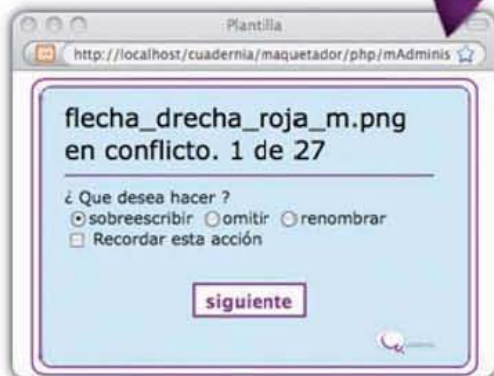 Plantilla
http://localhost/cuadernia/maquetador/php/mAdminis
flecha_drecha_roja_m.png
en conflicto. 1 de 27
¿ Que desea hacer ?
sobreescribir omitir renombrar
Recordar esta acción
siguiente